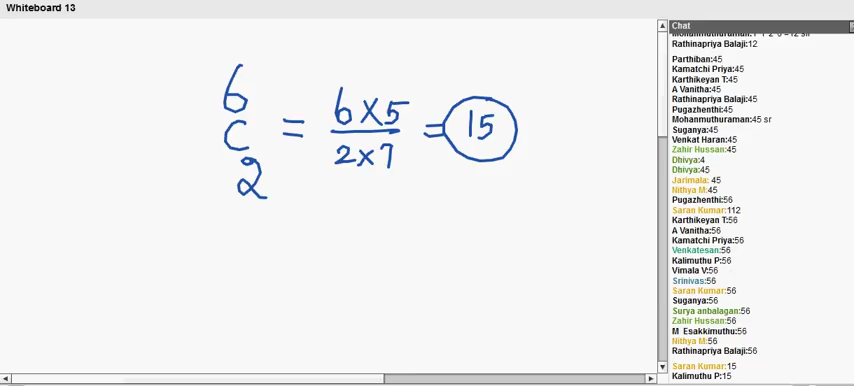 Whiteboard 13
6
C
2
= 6 x 5
2 x 7
= 15
Chat
Rathinapriya Balaji:12
Parthiban:45
Kamatchi Priya:45
Karthikeyan T:45
A Vanitha:45
Rathinapriya Balaji:45
Pugazhenthi:45
Mohanmuthuraman:45 sr
Suganya:45
Venkat Haran:45
Zahir Hussan:45
Dhivya:4
Dhivya:45
Jarimala: 45
Nithya M:45
Pugazhenthi:56
Saran Kumar:112
Karthikeyan T:56
A Vanitha:56
Kamatchi Priya:56
Venkatesan:56
Kalimuthu P:56
Vimala V:56
Srinivas:56
Saran Kumar:56
Suganya:56
Surya anbalagan:56
Zahir Hussan:56
M Esakkimuthu:56
Nithya M:56
Rathinapriya Balaji:56
Saran Kumar:15
Kalimuthu P:15